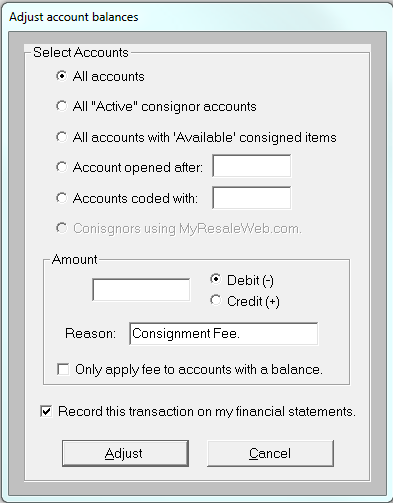 Adjust account balances
Select Accounts
All accounts
All "Active" consignor accounts
All accounts with 'Available' consigned items
Account opened after:
Accounts coded with:
Conisgnors using MyResaleWeb.com.
Amount
Debit (-)
Credit (+)
Reason: Consignment Fee.
Only apply fee to accounts with a balance.
Record this transaction on my financial statements.
Adjust Cancel